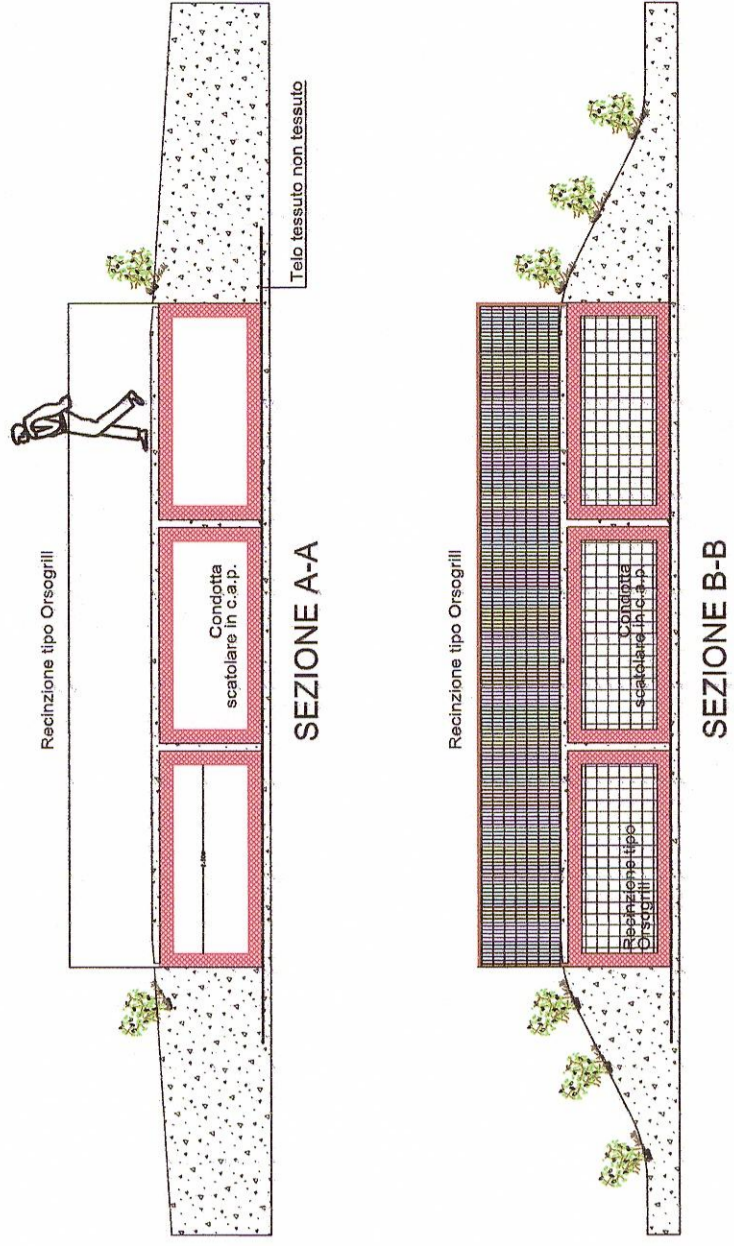 Recinzione tipo Orsogrill
Telo tessuto non tessuto
Condotta
scatolare in c.a.p.
SEZIONE A-A
Recinzione tipo Orsogrill
Recinzione tipo
Orsogrill
Condotta
scatolare in c.a.p.
SEZIONE B-B